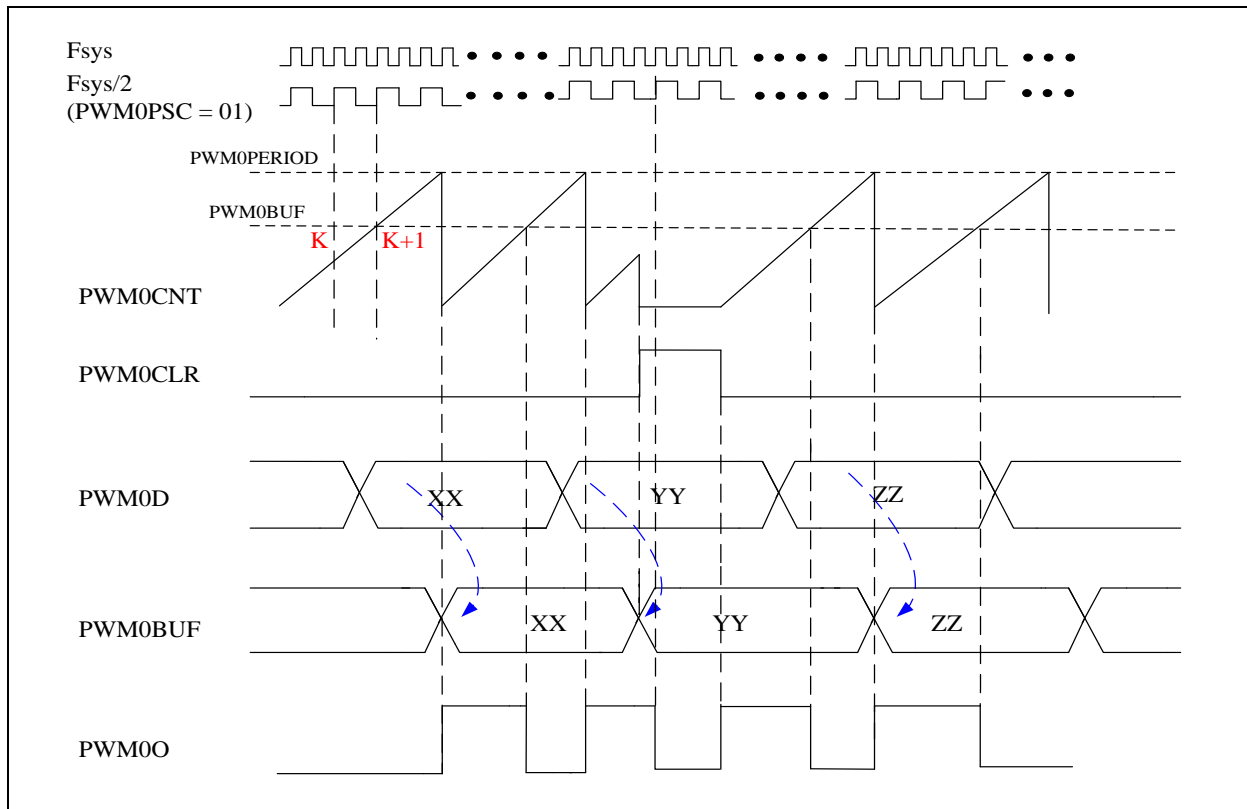 Fsys
Fsys/2
(PWM0PSC = 01)
PWM0PERIOD
PWM0BUF
K
K+1
PWM0CNT
PWM0CLR
PWM0D
XX
YY
ZZ
PWM0BUF
XX
YY
ZZ
PWM0O